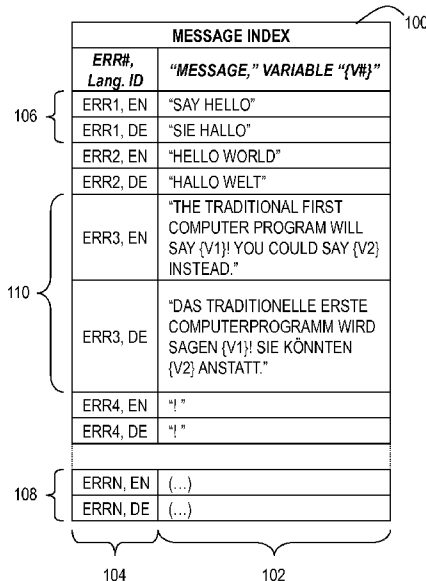 100
MESSAGE INDEX
ERR#, Lang. ID
"MESSAGE," VARIABLE "{V#}"
106
ERR1, EN
"SAY HELLO"
ERR1, DE
"SIE HALLO"
ERR2, EN
"HELLO WORLD"
ERR2, DE
"HALLO WELT"
110
ERR3, EN
"THE TRADITIONAL FIRST
COMPUTER PROGRAM WILL
SAY {V1}! YOU COULD SAY {V2}
INSTEAD."
ERR3, DE
"DAS TRADITIONELLE ERSTE
COMPUTERPROGRAMM WIRD
SAGEN {V1}! SIE KÖNNTEN
{V2} ANSTATT."
ERR4, EN
"! "
ERR4, DE
"! "
108
ERRN, EN
(...)
ERRN, DE
(...)
104
102